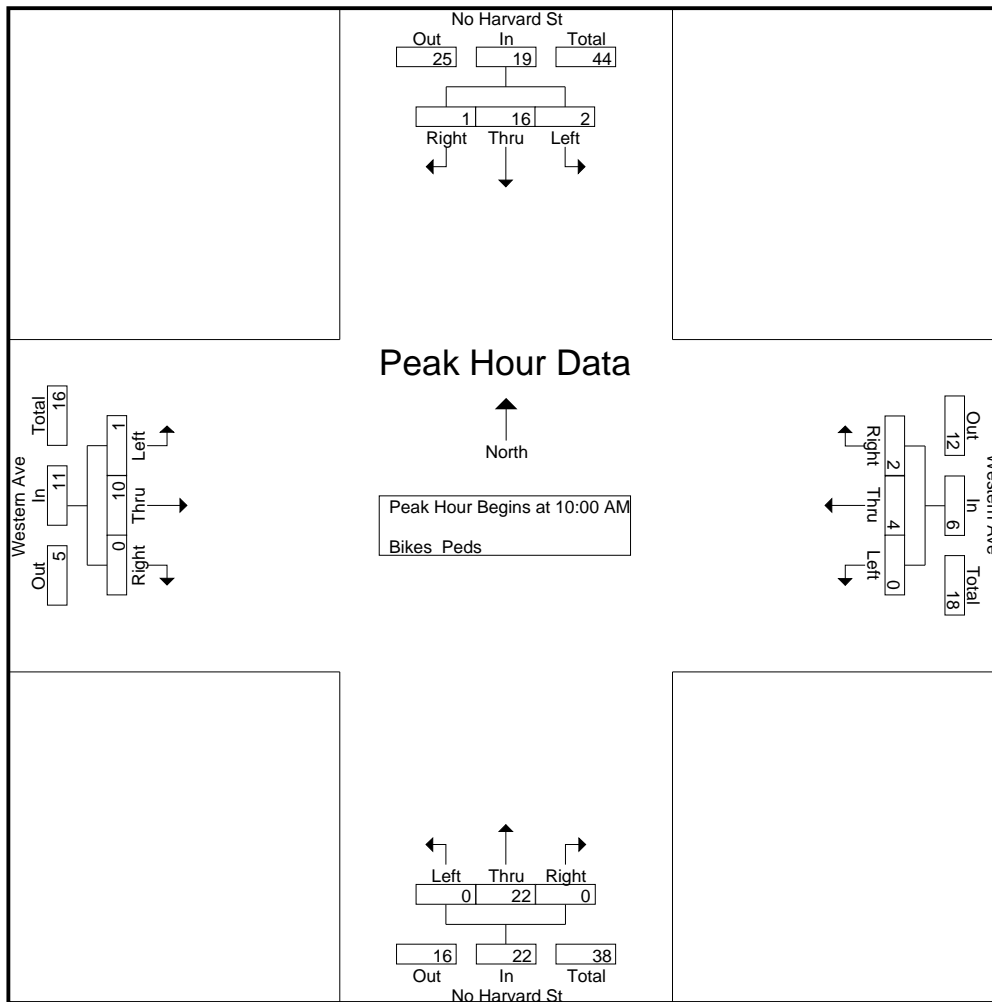 No Harvard St
Out In Total
25 19 44
1 16 2
Right Thru Left
Peak Hour Data
North
Peak Hour Begins at 10:00 AM
Bikes Peds
Western Ave
Total In Out
16 11 5
1 10 0
Left Thru Right
Western Ave
Out In Total
12 6 18
2 4 0
Right Thru Left
Left Thru Right
0 22 0
16 22 38
Out In Total
No Harvard St